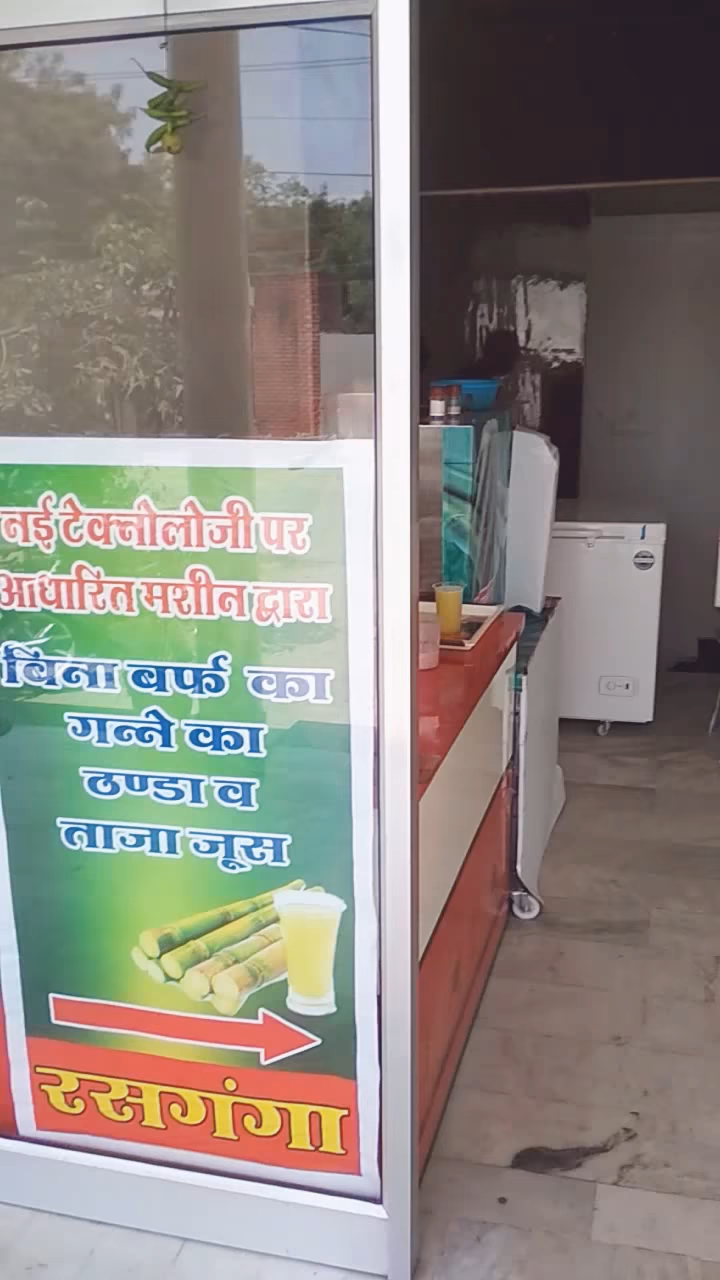 नई टेक्नोलोजी पर
आधारित मशीन द्वारा
बिना बर्फ का
गन्ने का
ठण्डा व
ताजा जूस
रसगंगा